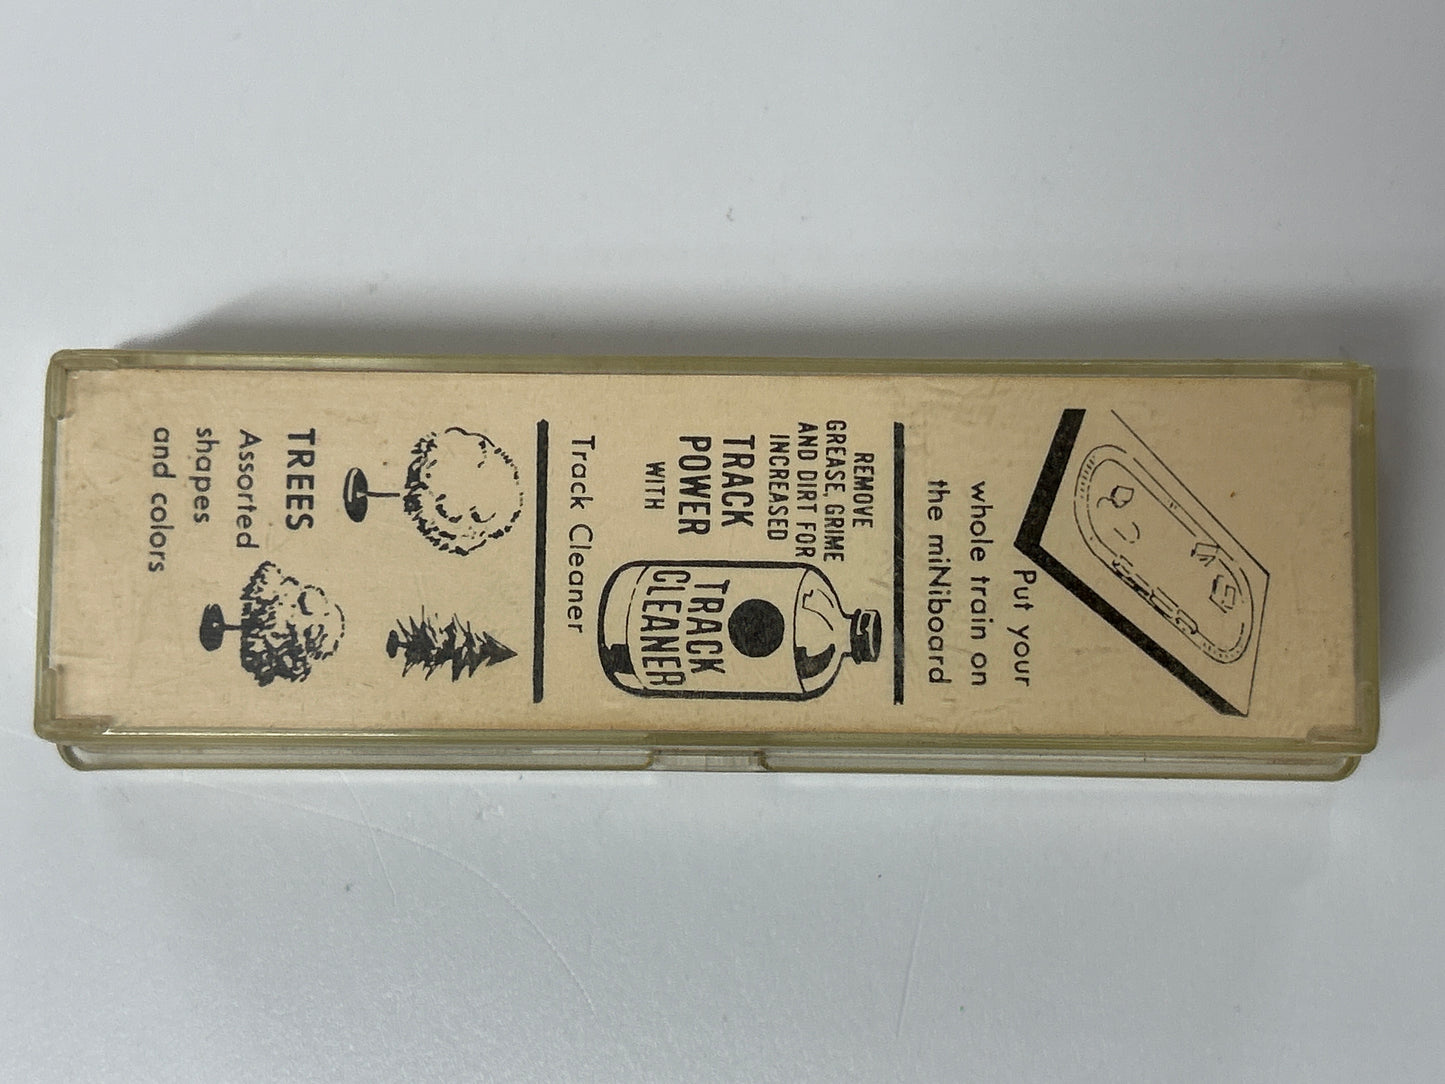 Put your
whole train on
the miNiboard
REMOVE
GREASE, GRIME
AND DIRT FOR
INCREASED
TRACK
POWER
WITH
TRACK
CLEANER
Track Cleaner
TREES
Assorted
shapes
and colors